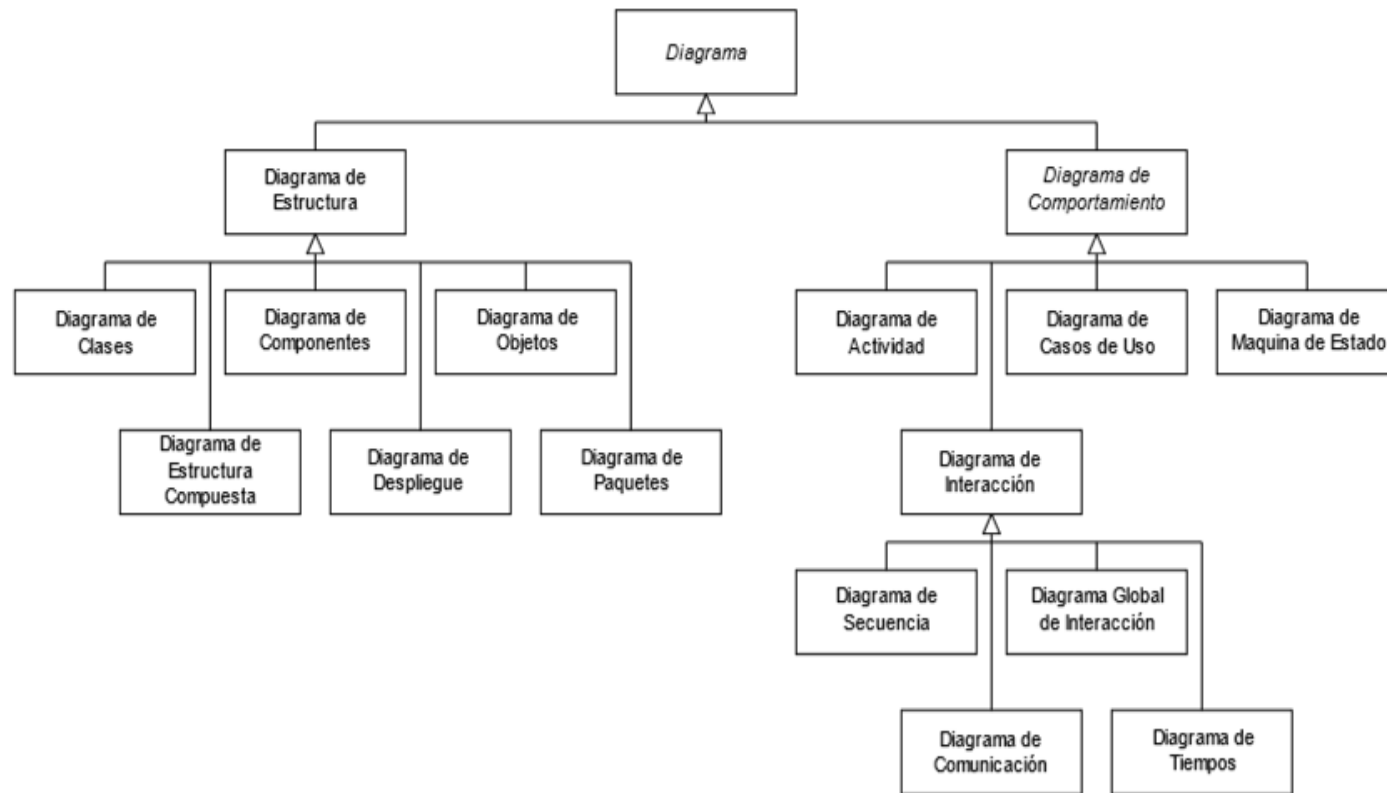 Diagrama
Diagrama de
Estructura
Diagrama de
Comportamiento
Diagrama de
Clases
Diagrama de
Componentes
Diagrama de
Objetos
Diagrama de
Actividad
Diagrama de
Casos de Uso
Diagrama de
Maquina de Estado
Diagrama de
Estructura
Compuesta
Diagrama de
Despliegue
Diagrama de
Paquetes
Diagrama de
Interacción
Diagrama de
Secuencia
Diagrama Global
de Interacción
Diagrama de
Comunicación
Diagrama de
Tiempos